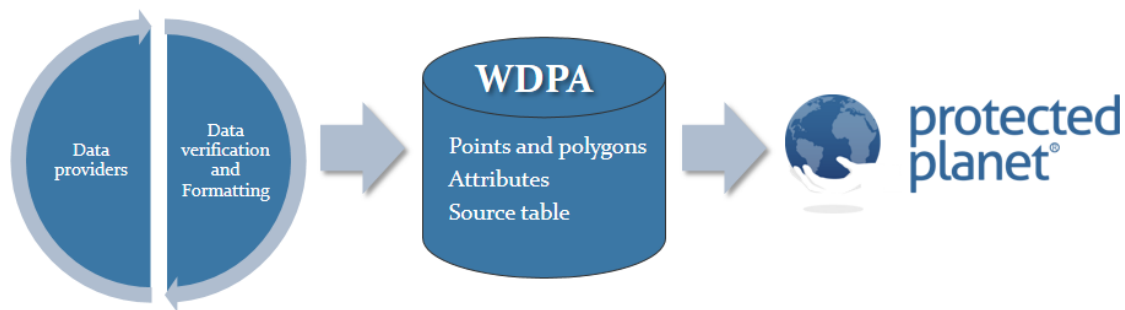 Data
providers
Data
verification
and
Formatting
WDPA
Points and polygons
Attributes
Source table
protected
planet®